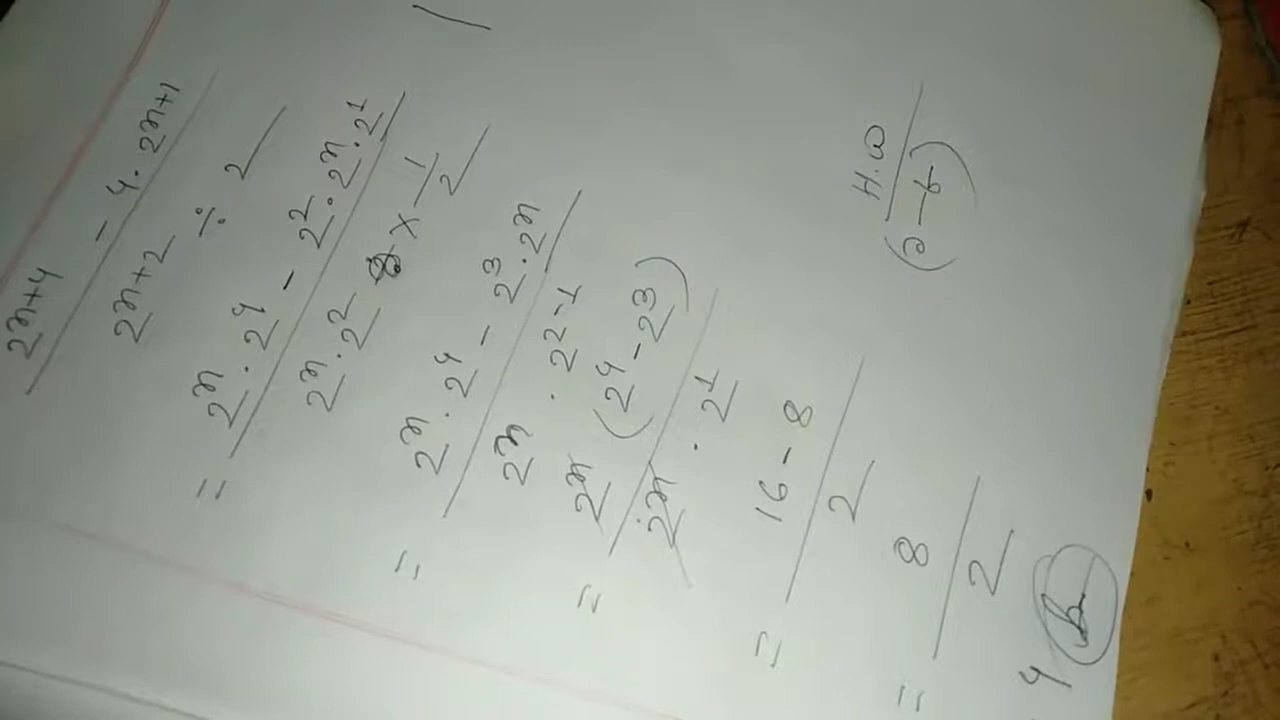 2^{n+4} - 4 · 2^{n+1}
2^{n+2} ÷ 2
= 2^n · 2^4 - 2^2 · 2^n · 2^1
2^n · 2^2 × 1/2
= 2^n · 2^4 - 2^3 · 2^n
2^n · 2^{2-1}
= 2^n (2^4 - 2^3)
2^n · 2^1
= 16 - 8
2
= 8
2
4
H.W